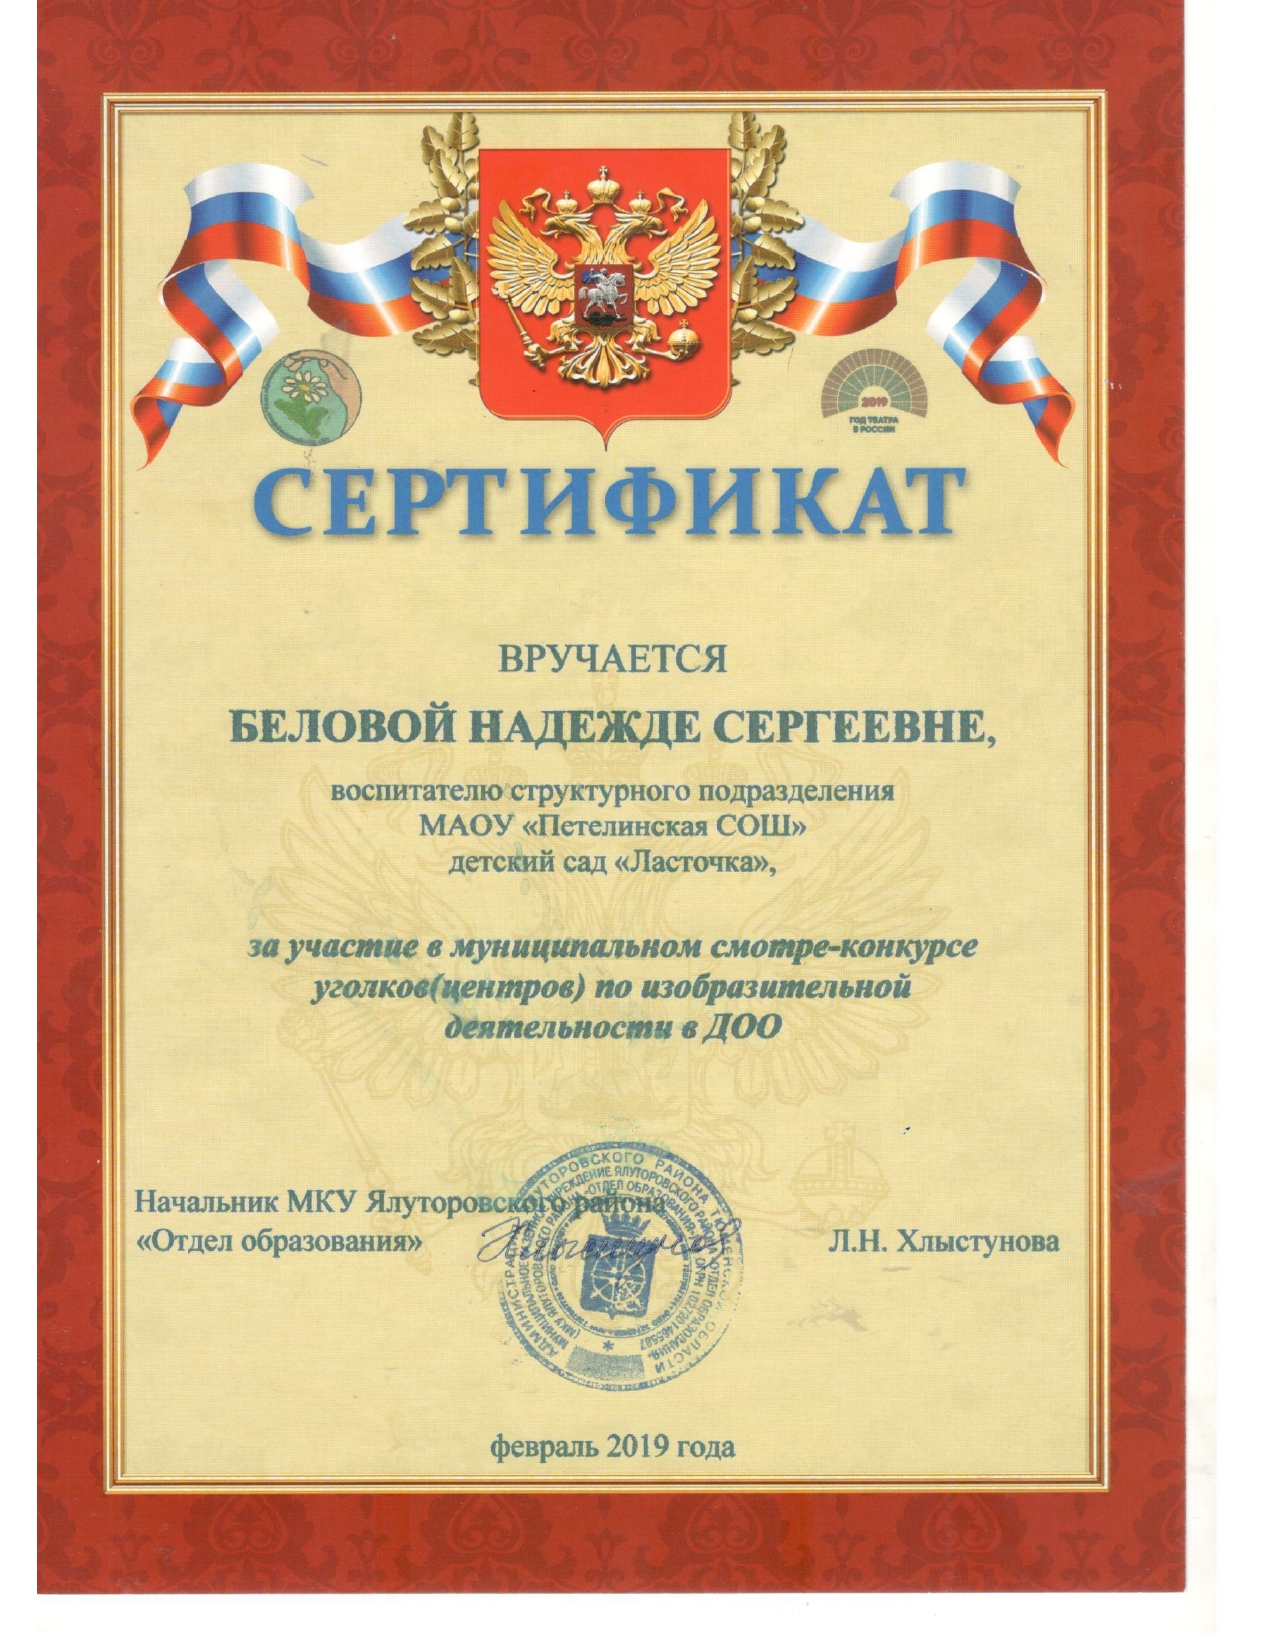 2019
ГОД ТЕАТРА
В РОССИИ
СЕРТИФИКАТ
ВРУЧАЕТСЯ
БЕЛОВОЙ НАДЕЖДЕ СЕРГЕЕВНЕ,
воспитателю структурного подразделения
МАОУ «Петелинская СОШ»
детский сад «Ласточка»,
за участие в муниципальном смотре-конкурсе
уголков(центров) по изобразительной
деятельности в ДОО
Начальник МКУ Ялуторовского района
«Отдел образования»
Л.Н. Хлыстунова
февраль 2019 года